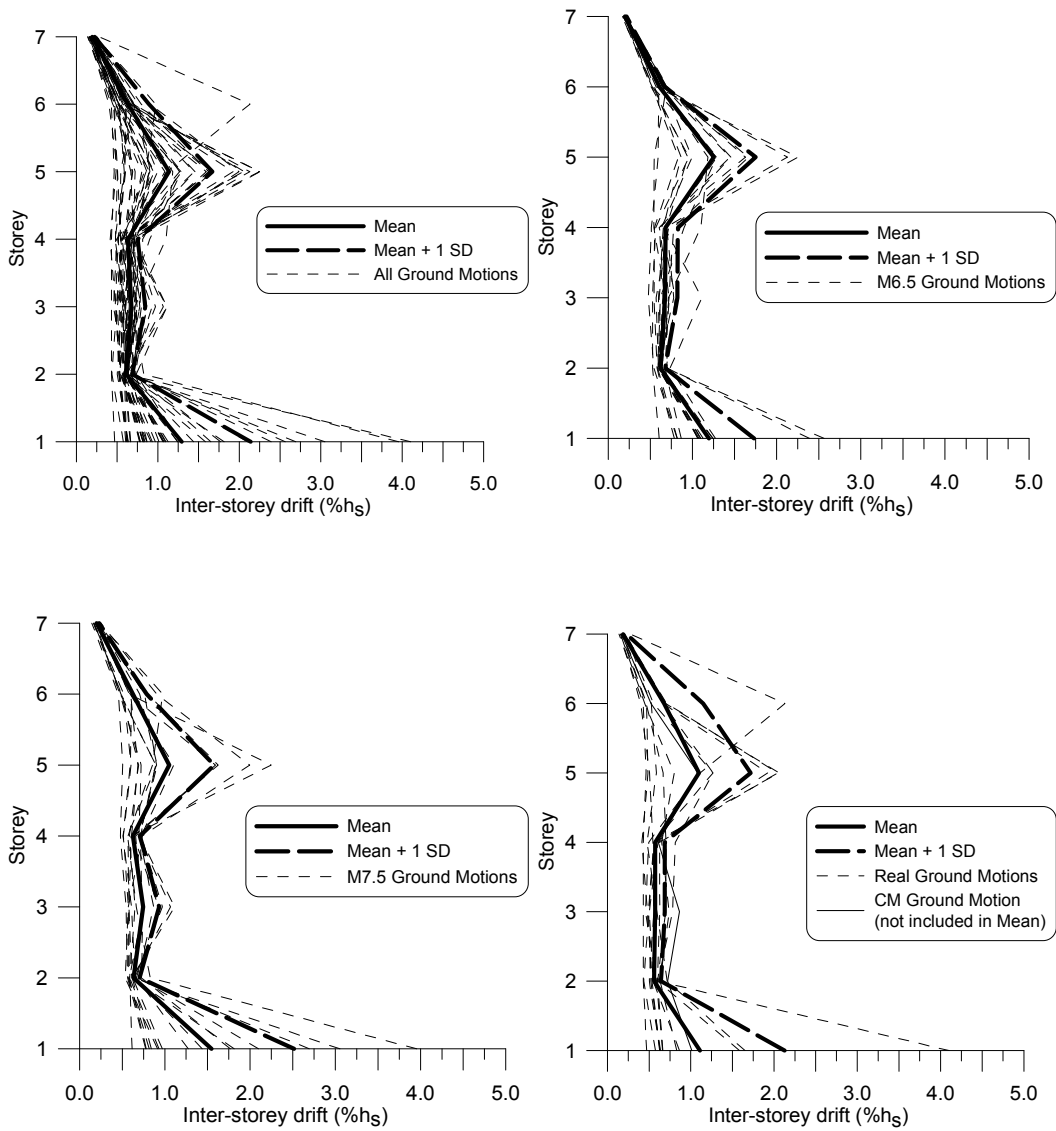 7
6
5
4
3
2
1
Storey
Mean
Mean + 1 SD
All Ground Motions
0.0 1.0 2.0 3.0 4.0 5.0
Inter-storey drift (%hS)
7
6
5
4
3
2
1
Storey
Mean
Mean + 1 SD
M6.5 Ground Motions
0.0 1.0 2.0 3.0 4.0 5.0
Inter-storey drift (%hS)
7
6
5
4
3
2
1
Storey
Mean
Mean + 1 SD
M7.5 Ground Motions
0.0 1.0 2.0 3.0 4.0 5.0
Inter-storey drift (%hS)
7
6
5
4
3
2
1
Storey
Mean
Mean + 1 SD
Real Ground Motions
CM Ground Motion
(not included in Mean)
0.0 1.0 2.0 3.0 4.0 5.0
Inter-storey drift (%hS)